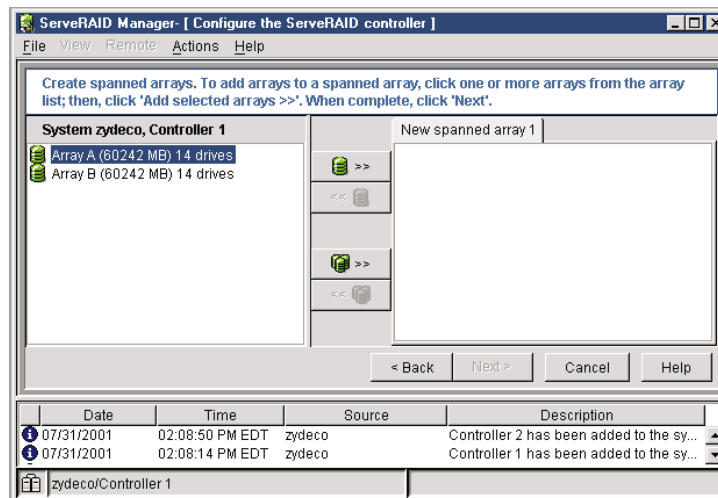 ServeRAID Manager- [ Configure the ServeRAID controller ]
File View Remote Actions Help
Create spanned arrays. To add arrays to a spanned array, click one or more arrays from the array
list; then, click 'Add selected arrays >>'. When complete, click 'Next'.
System zydeco, Controller 1
New spanned array 1
Array A (60242 MB) 14 drives
Array B (60242 MB) 14 drives
>>
<<
>>
<<
< Back Next > Cancel Help
Date Time Source Description
07/31/2001 02:08:50 PM EDT zydeco Controller 2 has been added to the sy...
07/31/2001 02:08:14 PM EDT zydeco Controller 1 has been added to the sy...
zydeco/Controller 1